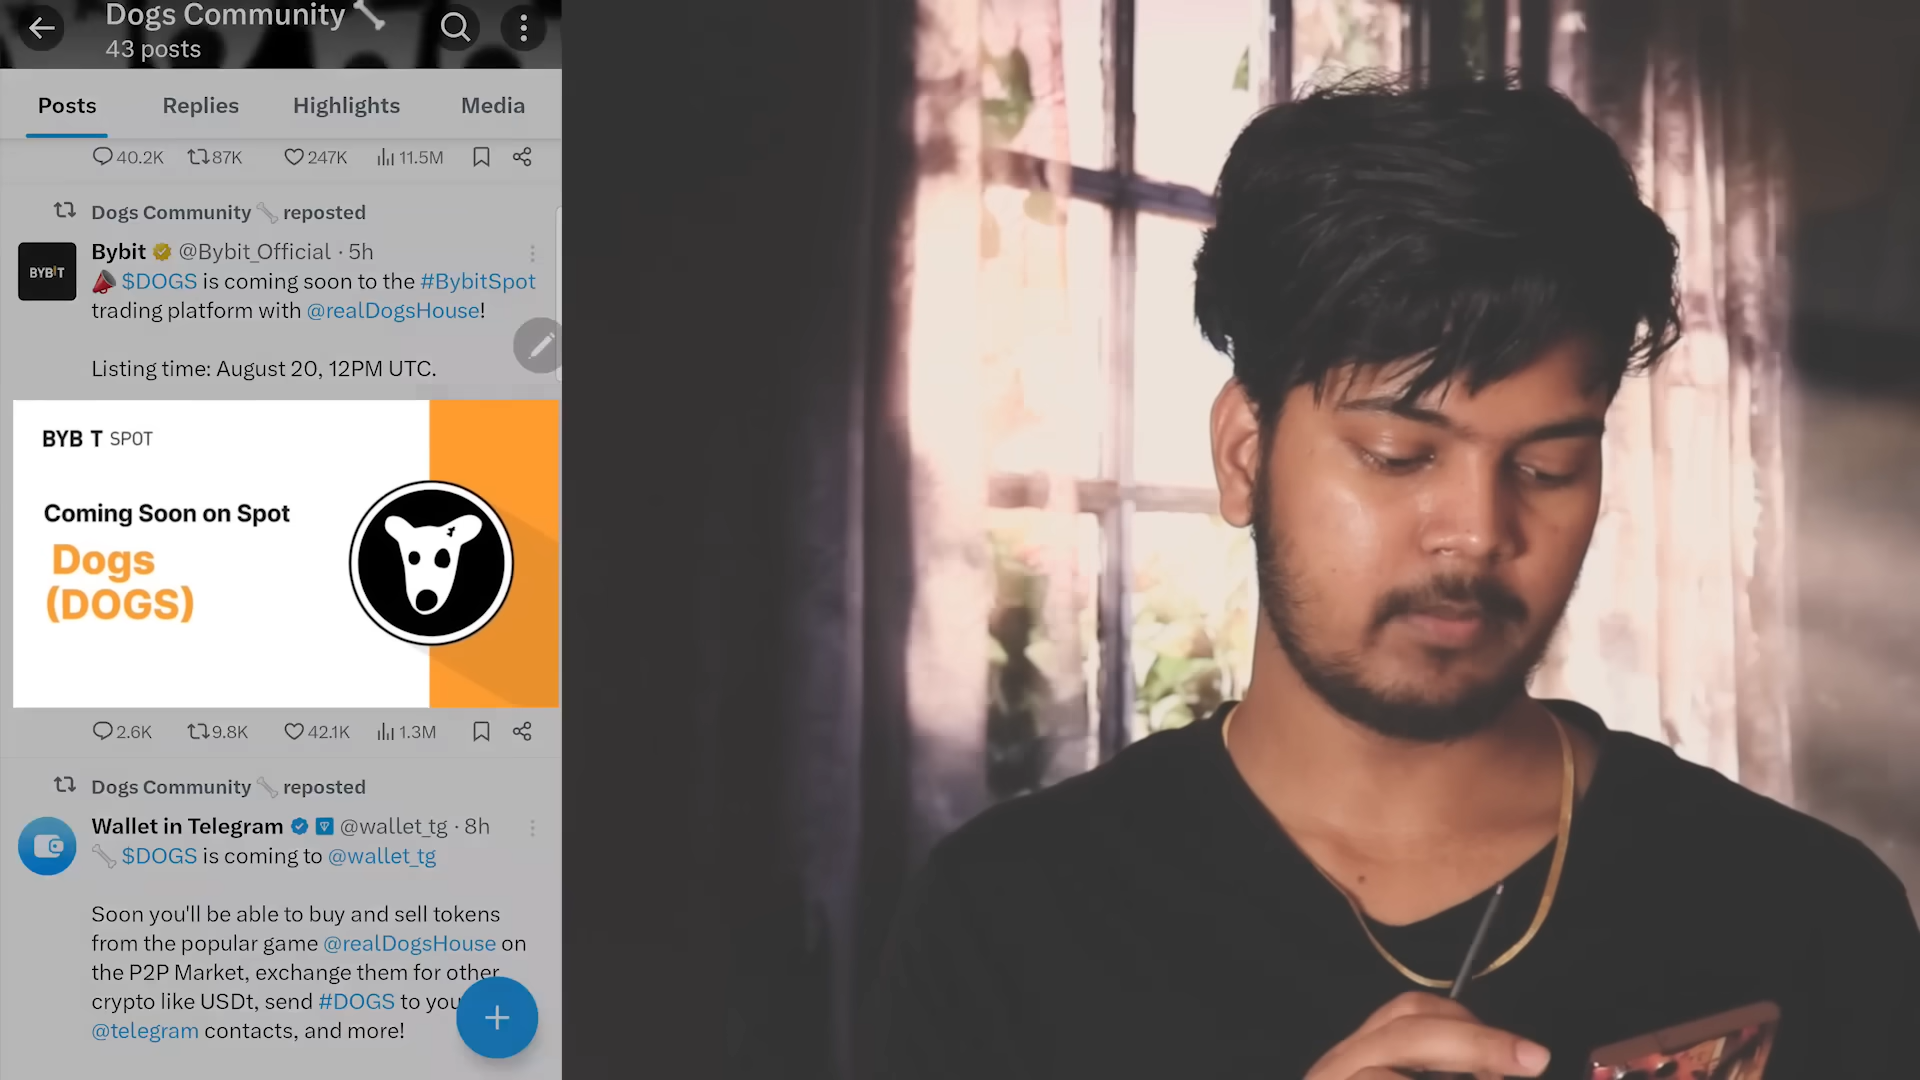 Dogs Community
43 posts
Posts Replies Highlights Media
40.2K 87K 247K 11.5M
Dogs Community reposted
BYBIT
Bybit @Bybit_Official · 5h
$DOGS is coming soon to the #BybitSpot
trading platform with @realDogsHouse!
Listing time: August 20, 12PM UTC.
BYB T SPOT
Coming Soon on Spot
Dogs
(DOGS)
2.6K 9.8K 42.1K 1.3M
Dogs Community reposted
Wallet in Telegram @wallet_tg · 8h
$DOGS is coming to @wallet_tg
Soon you'll be able to buy and sell tokens
from the popular game @realDogsHouse on
the P2P Market, exchange them for other
crypto like USDt, send #DOGS to you
@telegram contacts, and more!